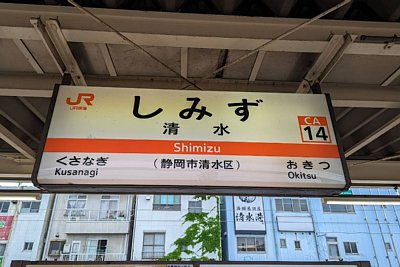 JR
JR東海
しみず
清水
CA
14
Shimizu
(静岡市清水区)
くさなぎ
Kusanagi
おきつ
Okitsu
清水港